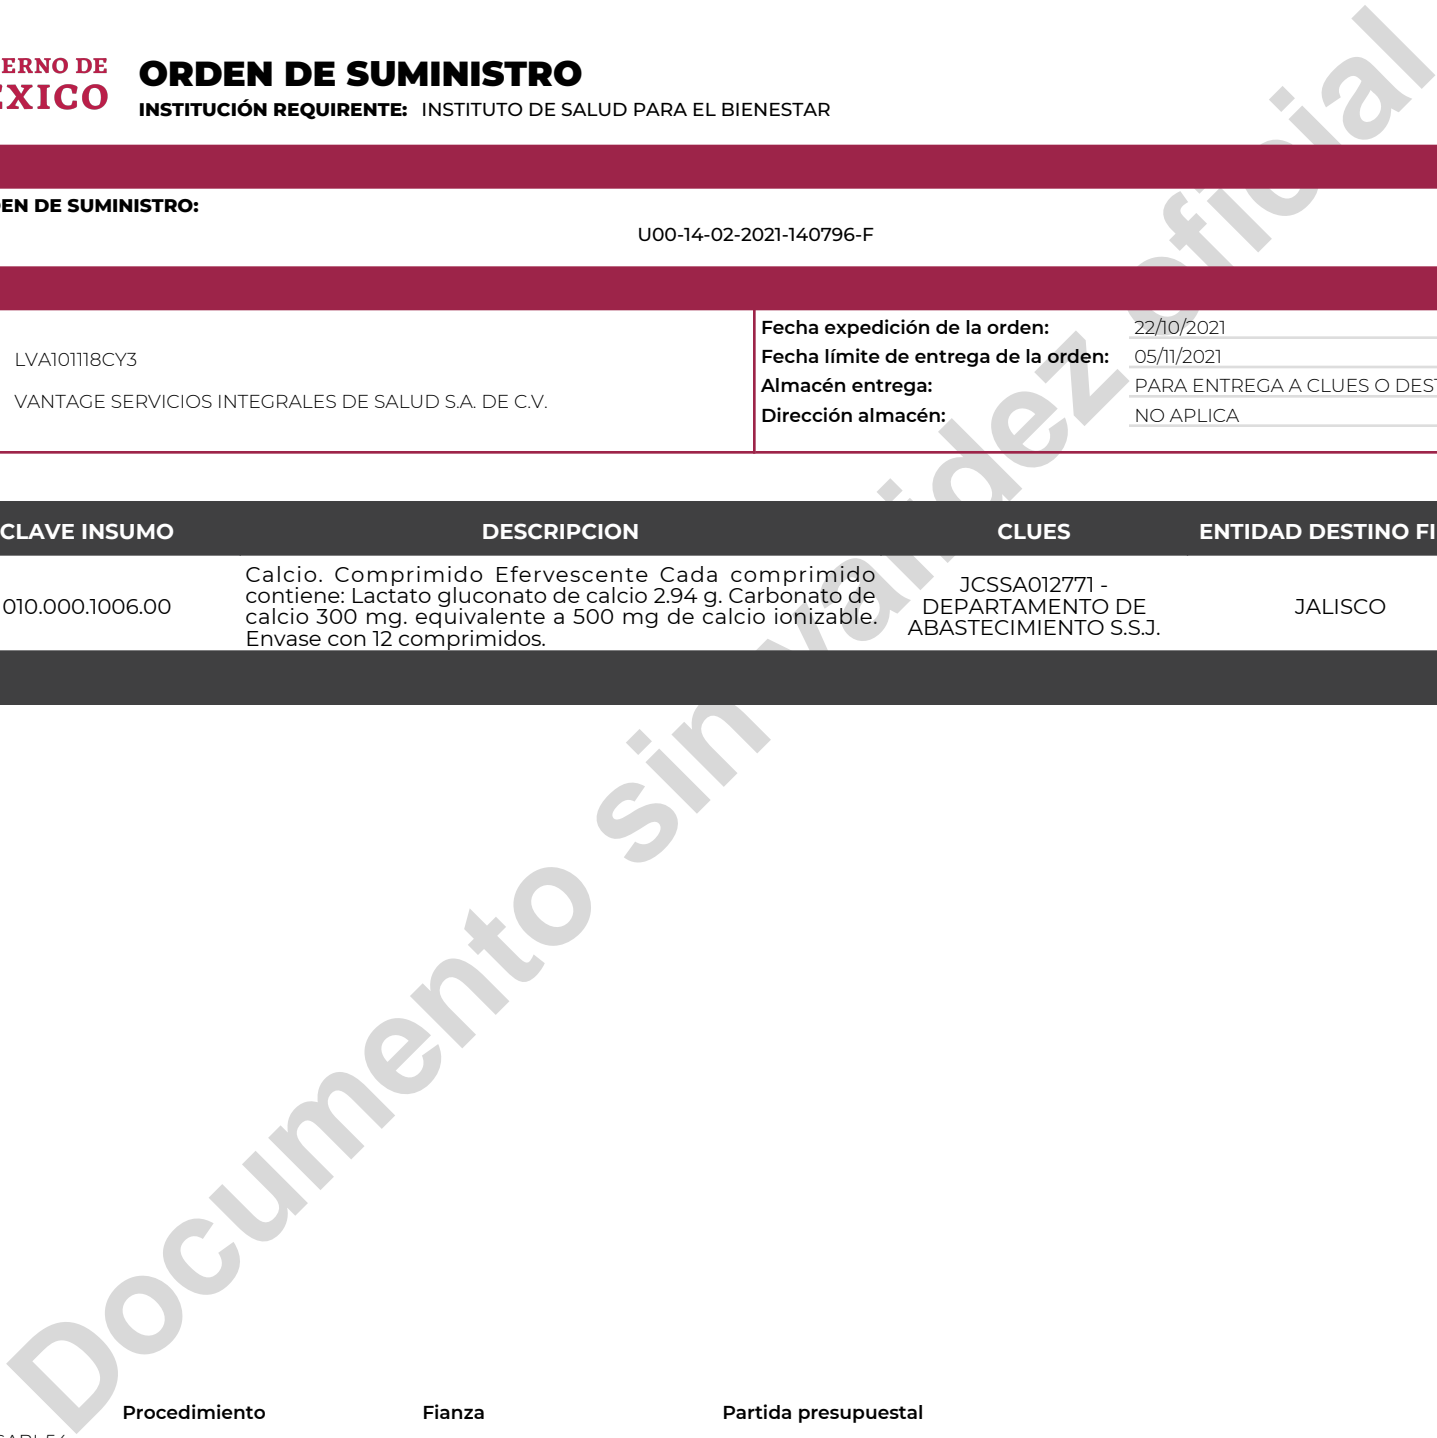 ERNO DE
ÉXICO
ORDEN DE SUMINISTRO
INSTITUCIÓN REQUIRENTE: INSTITUTO DE SALUD PARA EL BIENESTAR
EN DE SUMINISTRO:
U00-14-02-2021-140796-F
LVA101118CY3
VANTAGE SERVICIOS INTEGRALES DE SALUD S.A. DE C.V.
Fecha expedición de la orden: 22/10/2021
Fecha límite de entrega de la orden: 05/11/2021
Almacén entrega: PARA ENTREGA A CLUES O DEST
Dirección almacén: NO APLICA
CLAVE INSUMO DESCRIPCION CLUES ENTIDAD DESTINO FI
010.000.1006.00
Calcio. Comprimido Efervescente Cada comprimido
contiene: Lactato gluconato de calcio 2.94 g. Carbonato de
calcio 300 mg. equivalente a 500 mg de calcio ionizable.
Envase con 12 comprimidos.
JCSSA012771 -
DEPARTAMENTO DE
ABASTECIMIENTO S.S.J.
JALISCO
Documento sin validez oficial
Procedimiento Fianza Partida presupuestal